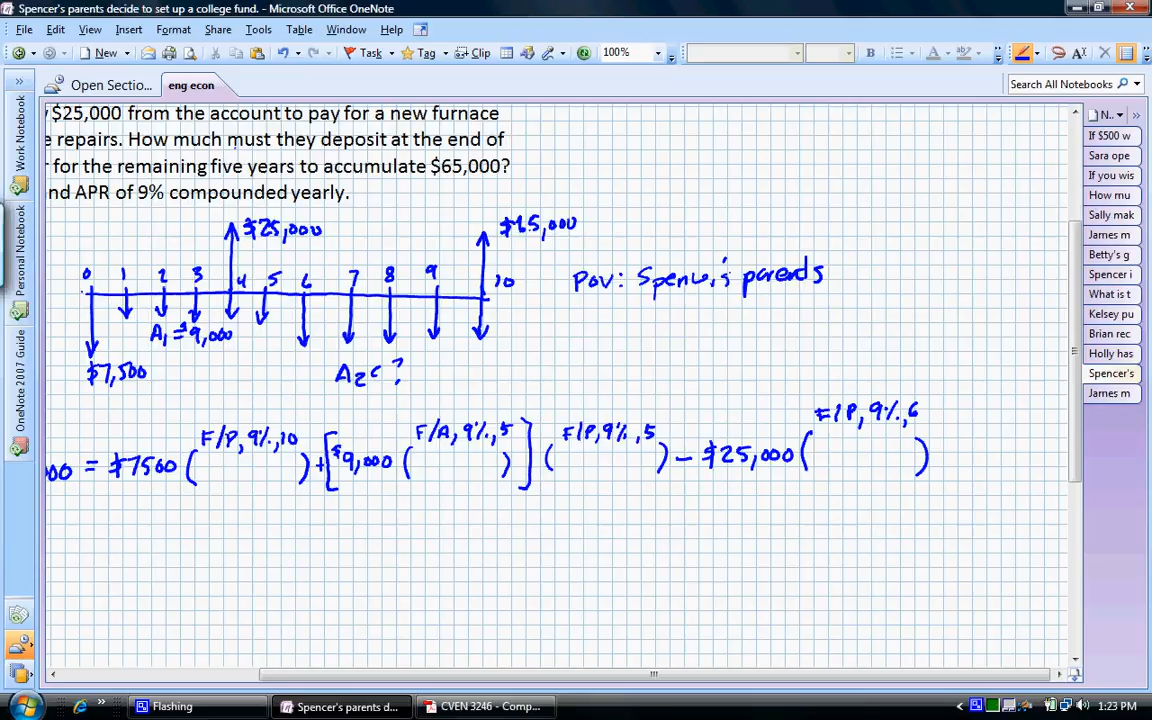 Spencer's parents decide to set up a college fund. - Microsoft Office OneNote
File Edit View Insert Format Share Tools Table Window Help
New Task Tag Clip 100% B A
Open Sectio... eng econ Search All Notebooks
$25,000 from the account to pay for a new furnace
e repairs. How much must they deposit at the end of
r for the remaining five years to accumulate $65,000?
nd APR of 9% compounded yearly.
$25,000 $65,000
0 1 2 3 4 5 6 7 8 9 10 POV: Spencer's parents
A1 = $9,000
$7,500 A2 = ?
F/P, 9%, 10 F/A, 9%, 5 F/P, 9%, 5 F/P, 9%, 6
000 = $7500 ( ) + [ $9,000 ( ) ] ( ) - $25,000 ( )
Work Notebook
Personal Notebook
OneNote 2007 Guide
N..
If $500 w
Sara ope
If you wis
How mu
Sally mak
James m
Betty's g
Spencer i
What is t
Kelsey pu
Brian rec
Holly has
Spencer's
James m
Flashing Spencer's parents d... CVEN 3246 - Comp... 1:23 PM